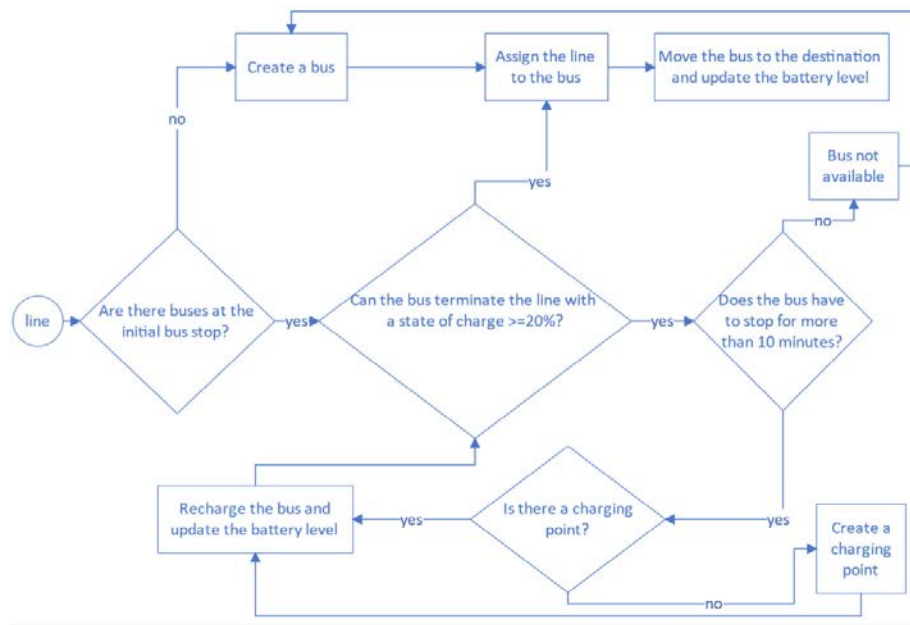 Create a bus
Assign the line
to the bus
Move the bus to the destination
and update the battery level
no
Bus not
available
yes
no
line
Are there buses at the
initial bus stop?
yes
Can the bus terminate the line with
a state of charge >=20%?
yes
Does the bus have
to stop for more
than 10 minutes?
Recharge the bus and
update the battery level
yes
Is there a charging
point?
yes
Create a
charging
point
no